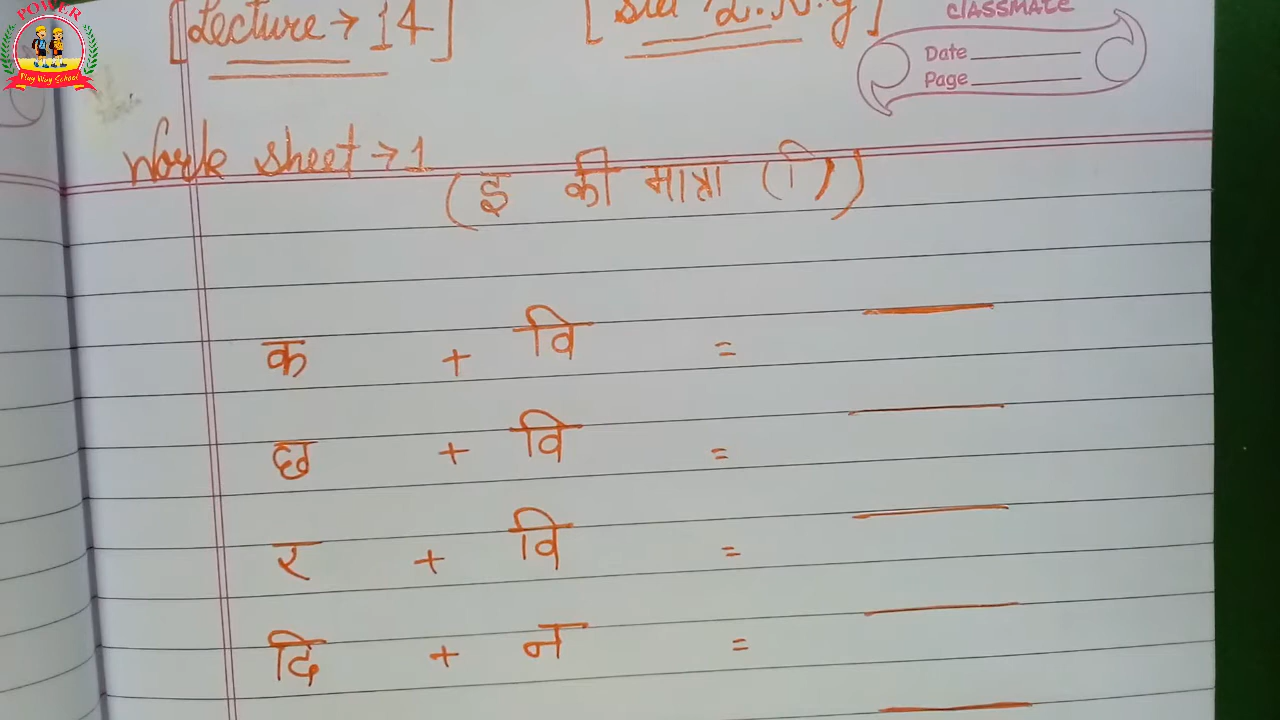 POWER
Play Way School
[Lecture → 14]
classmate
Date
Page
Work sheet → 1
(इ की मात्रा (ि))
क + वि =
छ + वि =
र + वि =
दि + न =